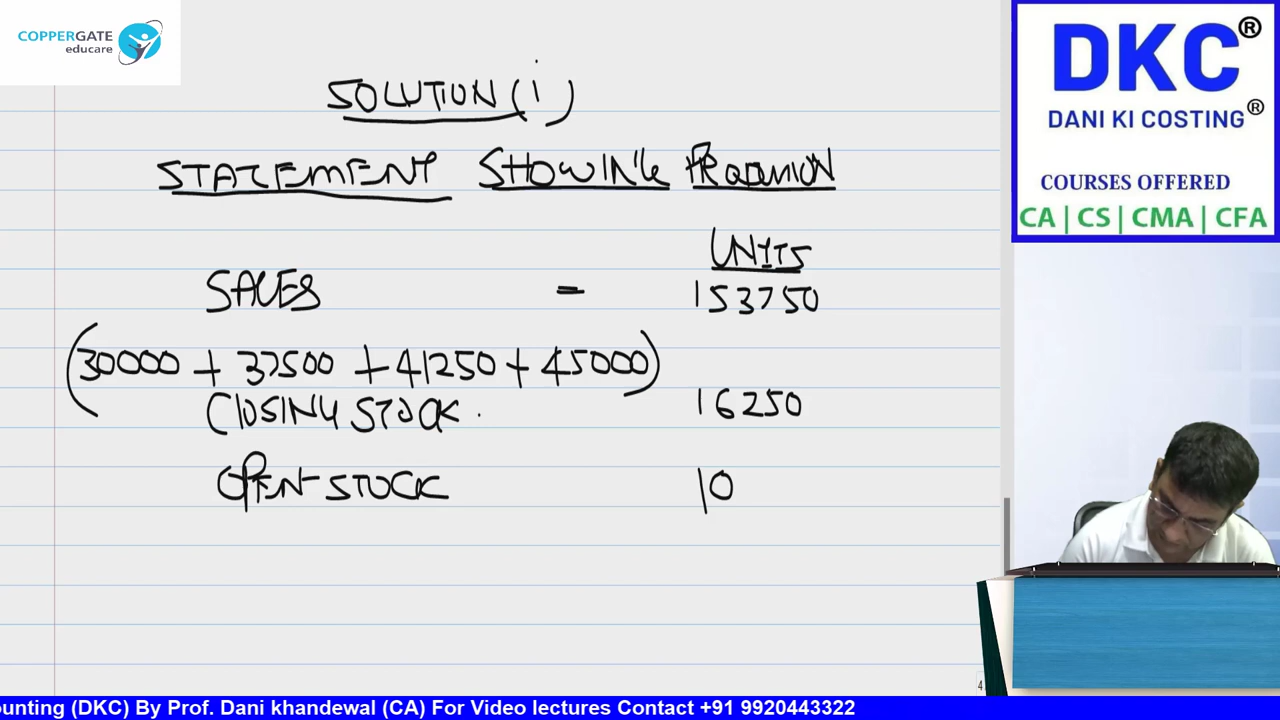 COPPERGATE
educare
SOLUTION (i)
STATEMENT SHOWING PRODUCTION
UNITS
SALES = 153750
(30000 + 37500 + 41250 + 45000)
CLOSING STOCK. 16250
OPEN STOCK 10
4
DKC®
DANI KI COSTING®
COURSES OFFERED
CA | CS | CMA | CFA
ounting (DKC) By Prof. Dani khandewal (CA) For Video lectures Contact +91 9920443322